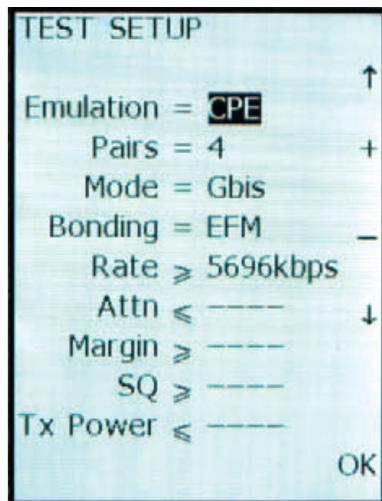 TEST SETUP
↑
Emulation = CPE
Pairs = 4 +
Mode = Gbis
Bonding = EFM −
Rate ⩾ 5696kbps
Attn ⩽ ---- ↓
Margin ⩾ ----
SQ ⩾ ----
Tx Power ⩽ ----
OK